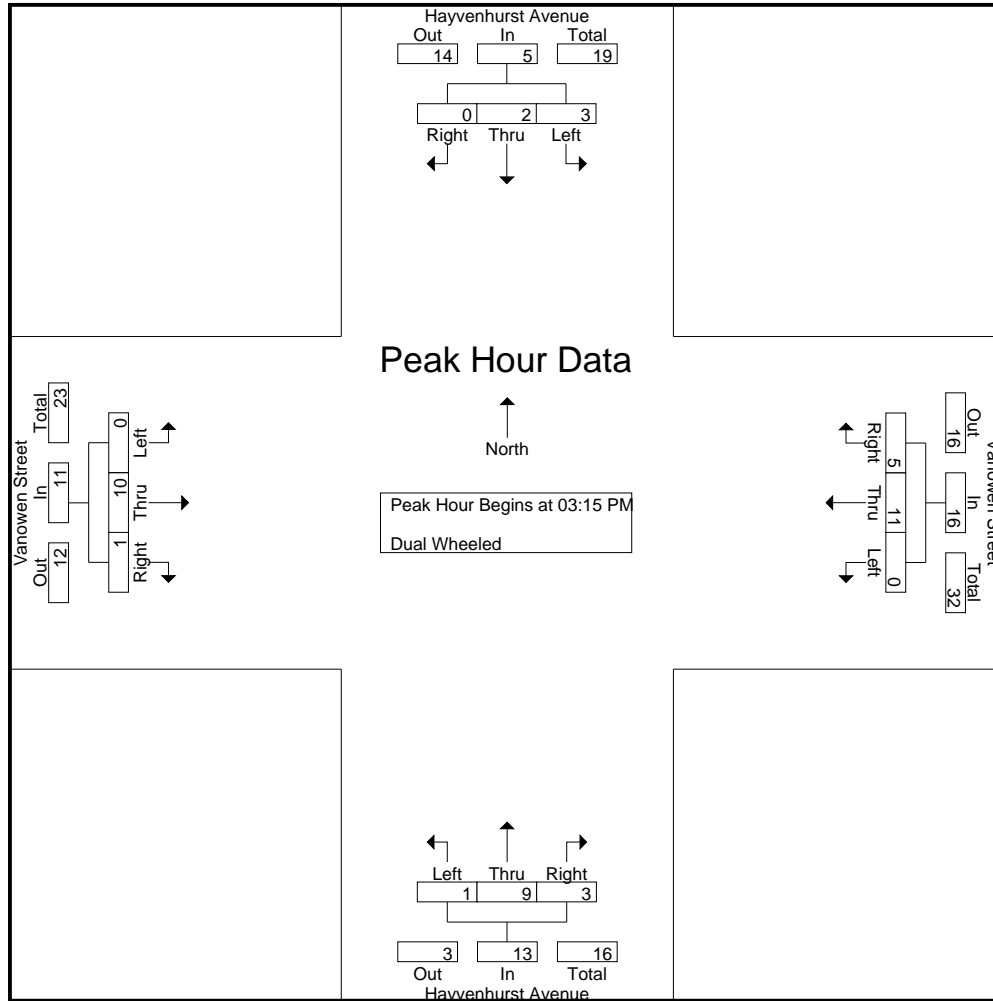 Hayvenhurst Avenue
Out In Total
14 5 19
0 2 3
Right Thru Left
Peak Hour Data
North
Peak Hour Begins at 03:15 PM
Dual Wheeled
Vanowen Street
Out In Total
12 11 23
0 10 1
Left Thru Right
Vanowen Street
Out In Total
16 16 32
5 11 0
Right Thru Left
Left Thru Right
1 9 3
3 13 16
Out In Total
Hayvenhurst Avenue